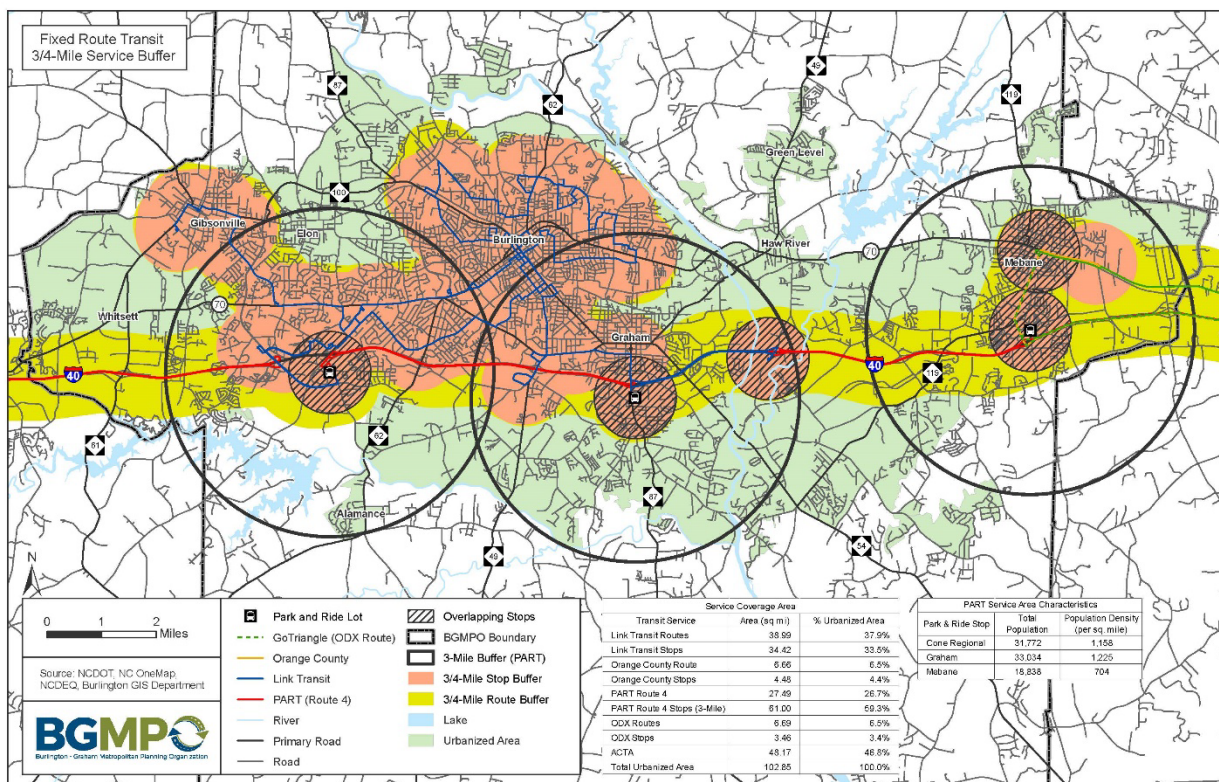 Fixed Route Transit
3/4-Mile Service Buffer
87
62
49
119
Green Level
100
Gibsonville
Elon
Burlington
Haw River
70
Mebane
70
Whitsett
Graham
40
40
119
61
62
87
Alamance
49
54
N
0 1 2
Miles
Source: NCDOT, NC OneMap,
NCDEQ, Burlington GIS Department
BGMPO
Burlington - Graham Metropolitan Planning Organization
Park and Ride Lot
GoTriangle (ODX Route)
Orange County
Link Transit
PART (Route 4)
River
Primary Road
Road
Overlapping Stops
BGMPO Boundary
3-Mile Buffer (PART)
3/4-Mile Stop Buffer
3/4-Mile Route Buffer
Lake
Urbanized Area
Service Coverage Area
Transit Service Area (sq mi) % Urbanized Area
Link Transit Routes 38.99 37.9%
Link Transit Stops 34.42 33.5%
Orange County Route 6.66 6.5%
Orange County Stops 4.48 4.4%
PART Route 4 27.49 26.7%
PART Route 4 Stops (3-Mile) 61.00 59.3%
ODX Routes 6.69 6.5%
ODX Stops 3.46 3.4%
ACTA 48.17 46.8%
Total Urbanized Area 102.85 100.0%
PART Service Area Characteristics
Park & Ride Stop Total Population Population Density (per sq. mile)
Cone Regional 31,772 1,158
Graham 33,034 1,225
Mebane 18,838 704